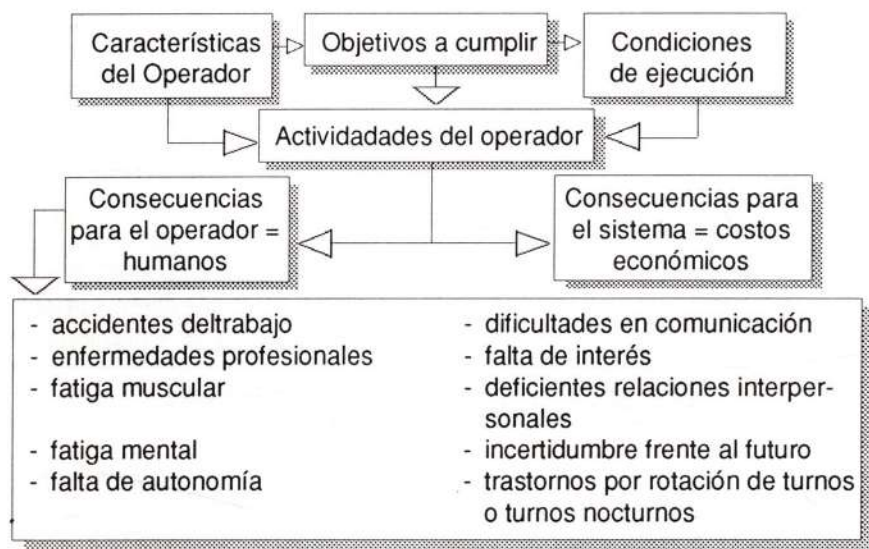 Características
del Operador
Objetivos a cumplir
Condiciones
de ejecución
Actividadades del operador
Consecuencias
para el operador =
humanos
Consecuencias para
el sistema = costos
económicos
- accidentes deltrabajo
- enfermedades profesionales
- fatiga muscular
- fatiga mental
- falta de autonomía
- dificultades en comunicación
- falta de interés
- deficientes relaciones interper-
sonales
- incertidumbre frente al futuro
- trastornos por rotación de turnos
o turnos nocturnos